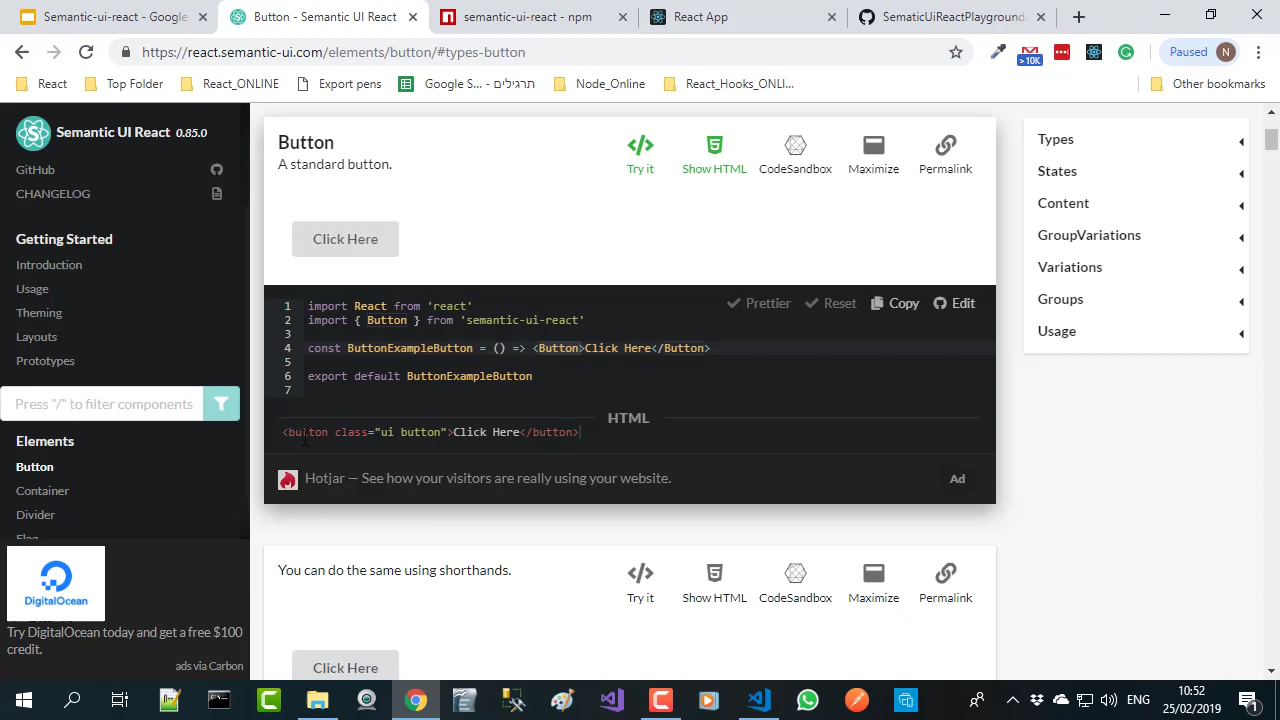 Semantic-ui-react - Google
Button - Semantic UI React
semantic-ui-react - npm
React App
SematicUiReactPlayground
https://react.semantic-ui.com/elements/button/#types-button
>10K
Paused
N
React
Top Folder
React_ONLINE
Export pens
Google S... - תרגילים
Node_Online
React_Hooks_ONLI...
Other bookmarks
Semantic UI React 0.85.0
GitHub
CHANGELOG
Getting Started
Introduction
Usage
Theming
Layouts
Prototypes
Press "/" to filter components
Elements
Button
Container
Divider
Flag
DigitalOcean
Try DigitalOcean today and get a free $100
credit.
ads via Carbon
Button
A standard button.
Try it
Show HTML
CodeSandbox
Maximize
Permalink
Click Here
Prettier
Reset
Copy
Edit
1 import React from 'react'
2 import { Button } from 'semantic-ui-react'
3
4 const ButtonExampleButton = () => <Button>Click Here</Button>
5
6 export default ButtonExampleButton
7
HTML
<button class="ui button">Click Here</button>
Hotjar — See how your visitors are really using your website.
Ad
You can do the same using shorthands.
Try it
Show HTML
CodeSandbox
Maximize
Permalink
Click Here
Types
States
Content
GroupVariations
Variations
Groups
Usage
ENG
10:52
25/02/2019